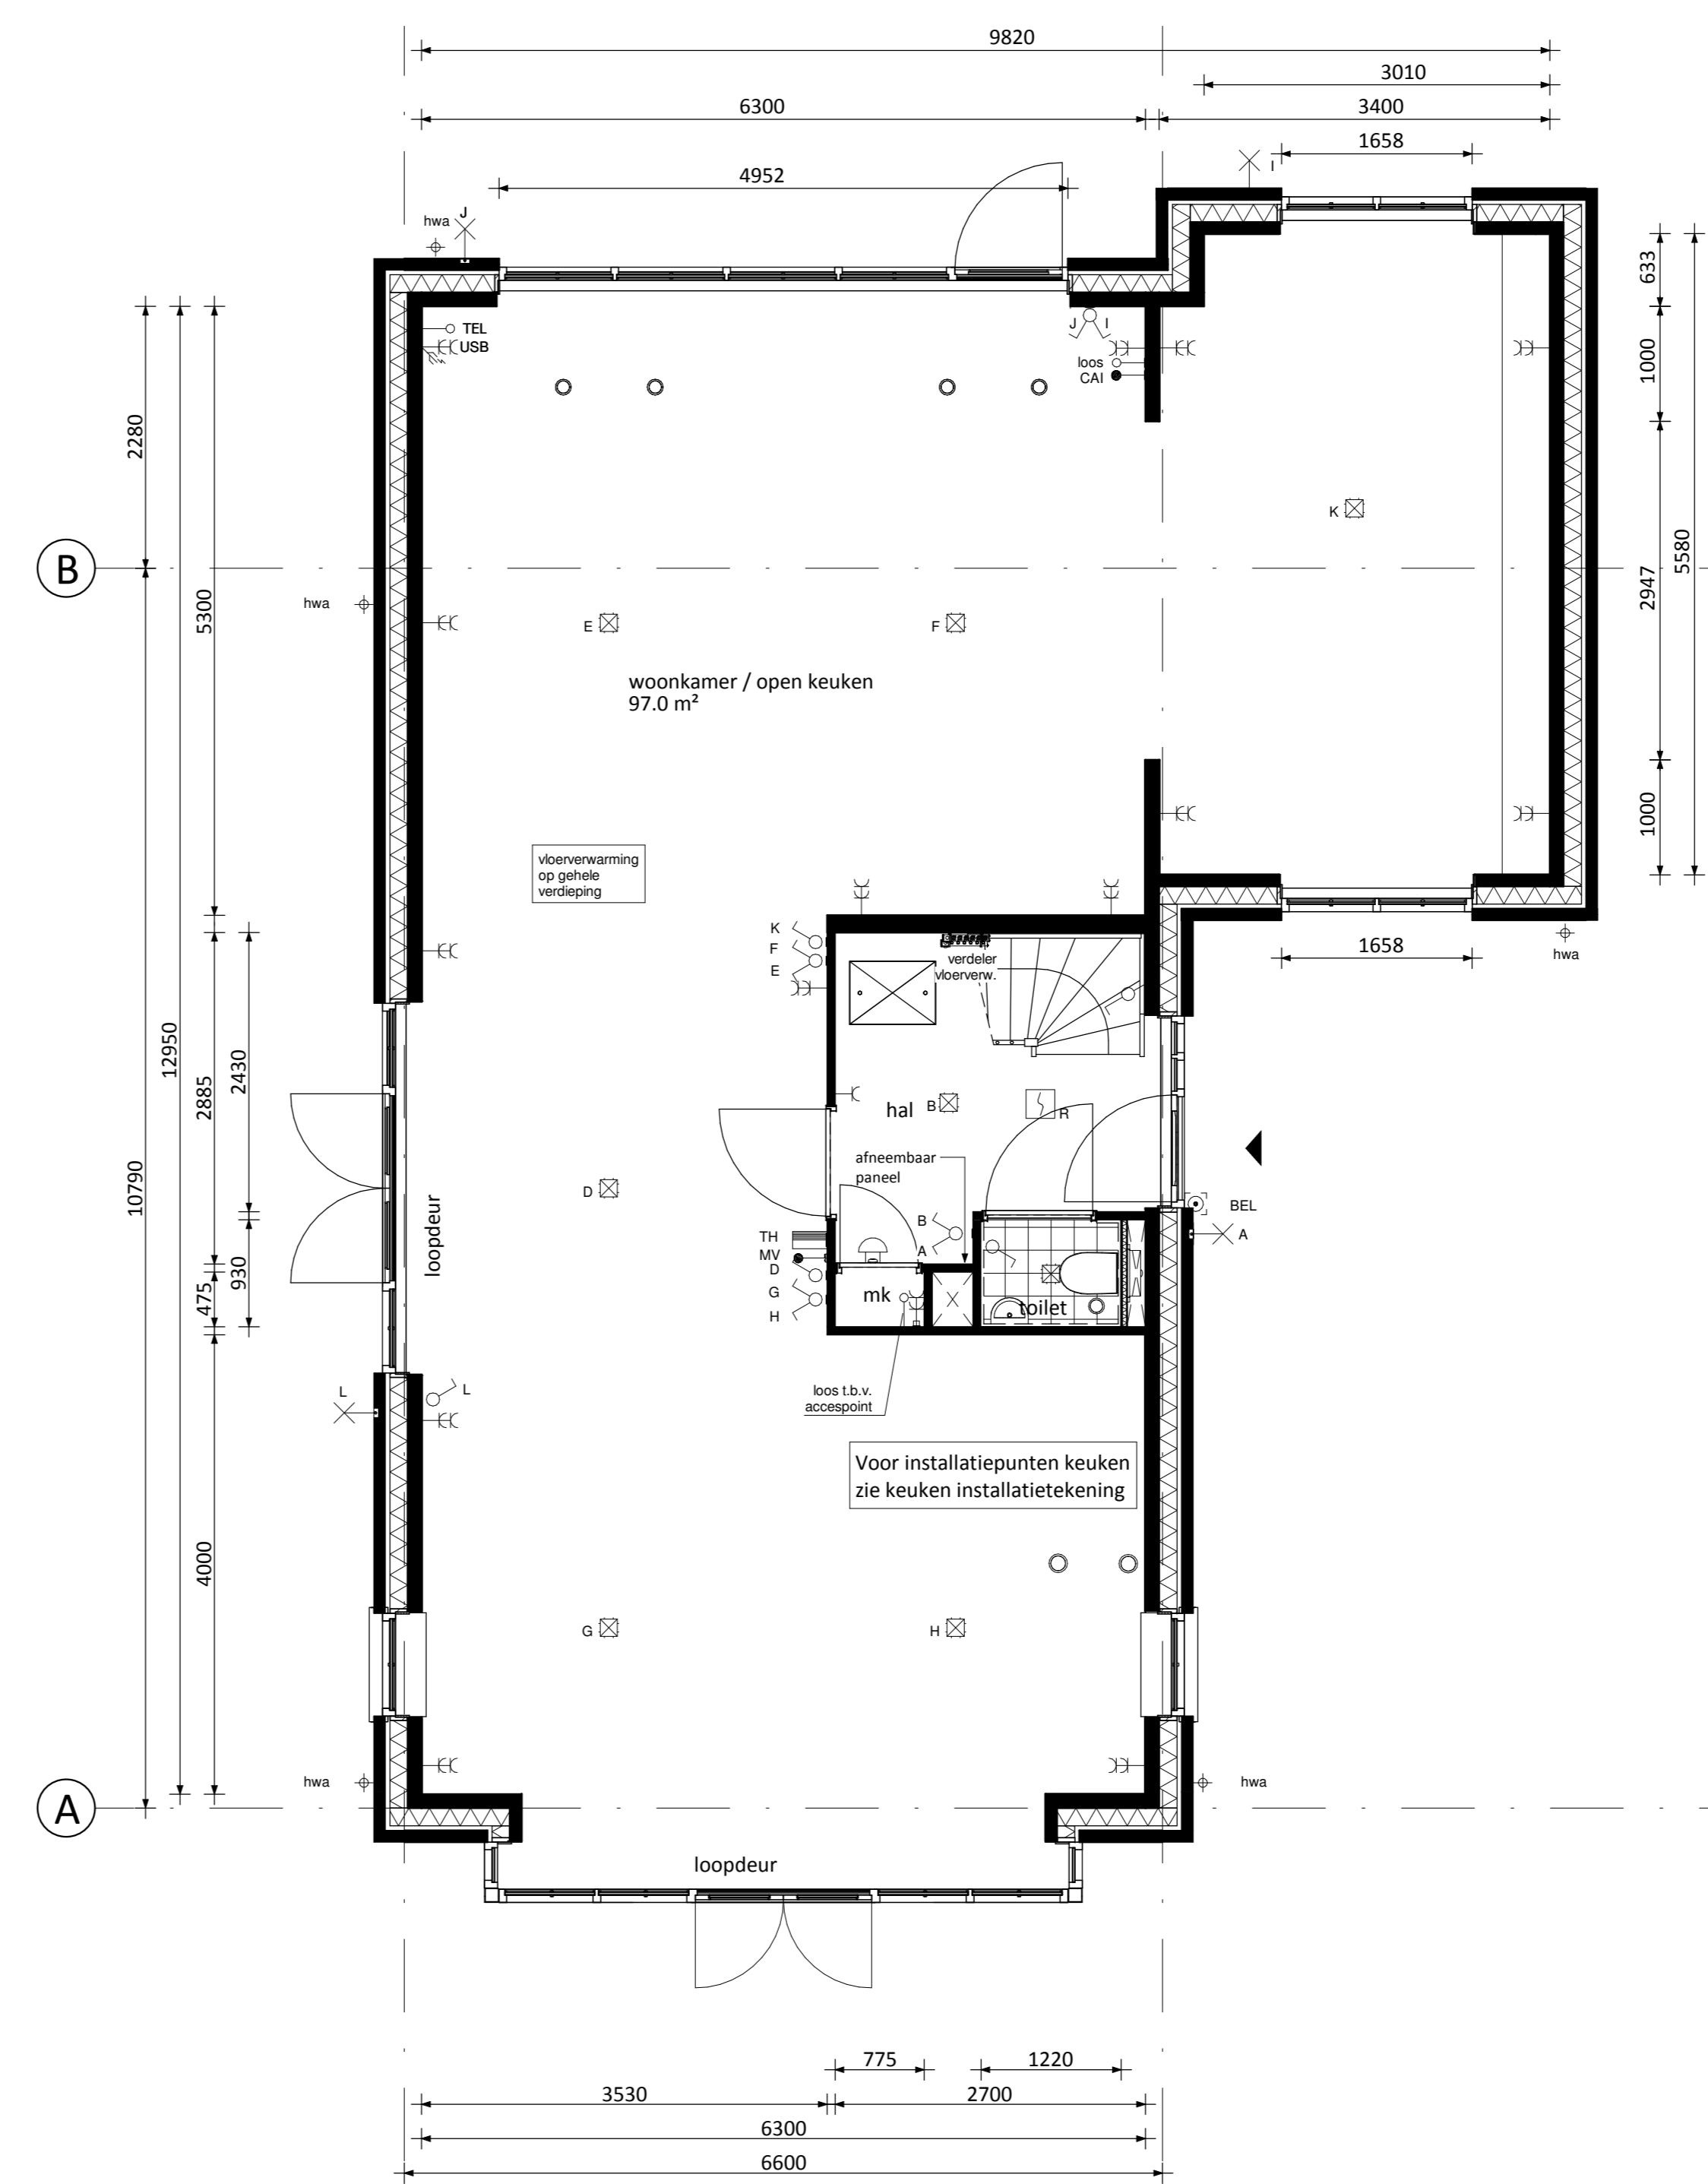 9820
3010
6300
3400
1658
4952
I
J
hwa
TEL
USB
J I
loos
CAI
633
1000
2947
5580
1000
2280
5300
12950
2885
2430
10790
475
930
4000
B
hwa
K
E
F
woonkamer / open keuken
97.0 m²
vloerverwarming
op gehele
verdieping
K
F
E
verdeler
vloerverw.
1658
hwa
hal
B
R
afneembaar
paneel
loopdeur
BEL
A
B
A
TH
MV
D
G
H
D
mk
toilet
L
L
loos t.b.v.
accespoint
Voor installatiepunten keuken
zie keuken installatietekening
G
H
hwa
hwa
A
loopdeur
775
1220
3530
2700
6300
6600